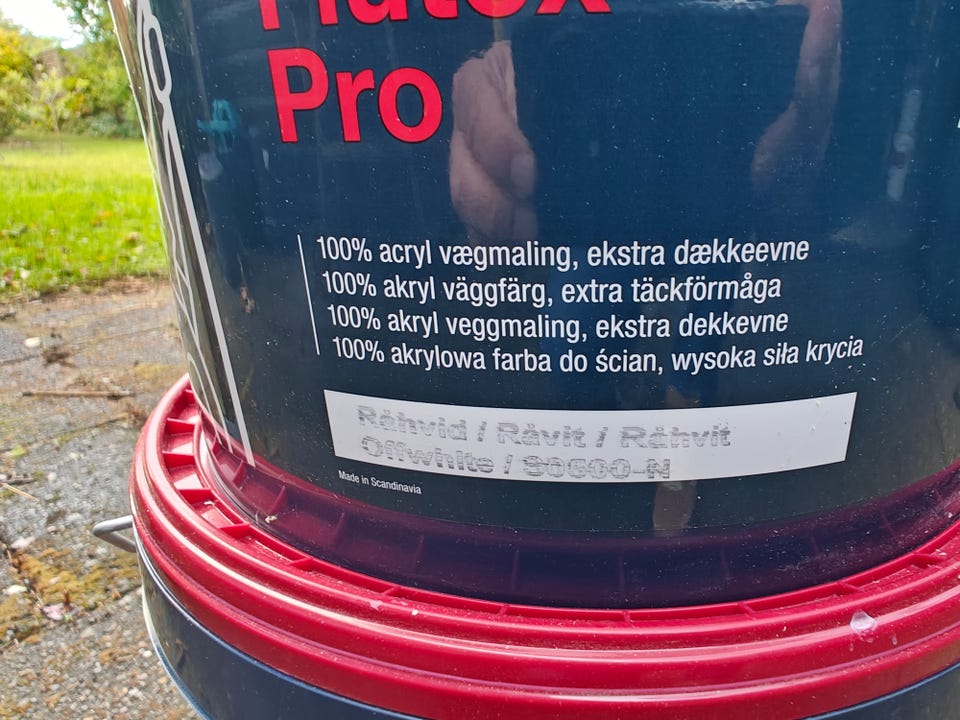 Flutex
Pro
100% acryl vægmaling, ekstra dækkeevne
100% akryl väggfärg, extra täckförmåga
100% akryl veggmaling, ekstra dekkevne
100% akrylowa farba do ścian, wysoka siła krycia
Råhvid / Råvit / Råhvit
Offwhite / S0500-N
Made in Scandinavia